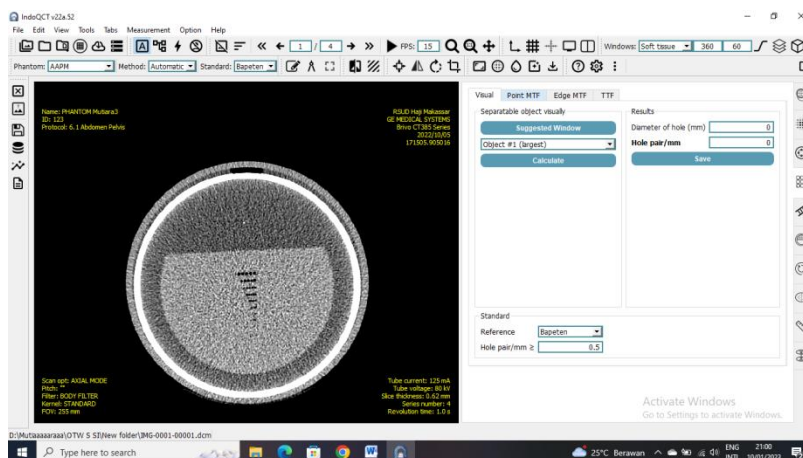 IndoQCT v22a.52
File Edit View Tools Tabs Measurement Option Help
1 / 4 FPS: 15 Windows: Soft tissue 360 60
Phantom: AAPM Method: Automatic Standard: Bapeten
Name: PHANTOM Mutiara3
ID: 123
Protocol: 6.1 Abdomen Pelvis
RSUD Haji Makassar
GE MEDICAL SYSTEMS
Brivo CT385 Series
2022/10/05
171505.905016
Scan opt: AXIAL MODE
Pitch: ""
Filter: BODY FILTER
Kernel: STANDARD
FOV: 255 mm
Tube current: 125 mA
Tube voltage: 80 kV
Slice thickness: 0.62 mm
Series number: 4
Revolution time: 1.0 s
Visual Point MTF Edge MTF TTF
Separatable object visually
Suggested Window
Object #1 (largest)
Calculate
Results
Diameter of hole (mm) 0
Hole pair/mm 0
Save
Standard
Reference Bapeten
Hole pair/mm ≥ 0.5
Activate Windows
Go to Settings to activate Windows.
D:\Mutaaaaaraaa\OTW S SI\New folder\IMG-0001-00001.dcm
Type here to search
25°C Berawan
ENG
INTL
21:00
10/01/2023